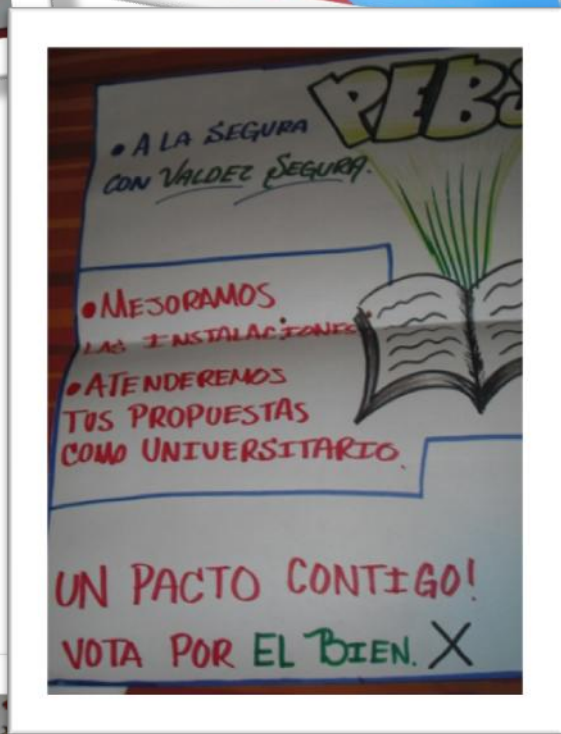 PEBS
• A LA SEGURA
CON VALDEZ SEGURA.
• MEJORAMOS
LAS INSTALACIONES.
• ATENDEREMOS
TUS PROPUESTAS
COMO UNIVERSITARIO.
UN PACTO CONTIGO!
VOTA POR EL BIEN. X